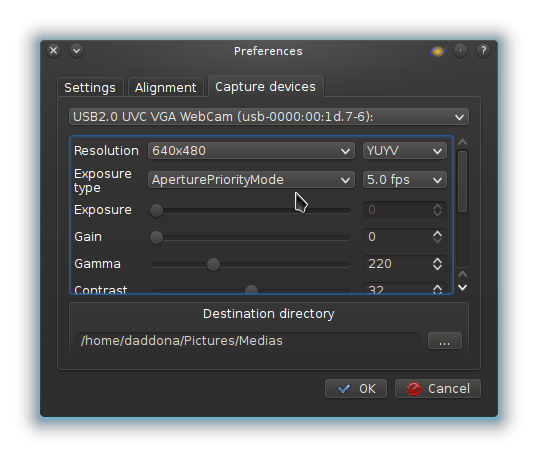 Preferences
?
Settings Alignment Capture devices
USB2.0 UVC VGA WebCam (usb-0000:00:1d.7-6):
Resolution 640x480 YUYV
Exposure type AperturePriorityMode 5.0 fps
Exposure 0
Gain 0
Gamma 220
Contrast 32
Destination directory
/home/daddona/Pictures/Medias ...
OK Cancel